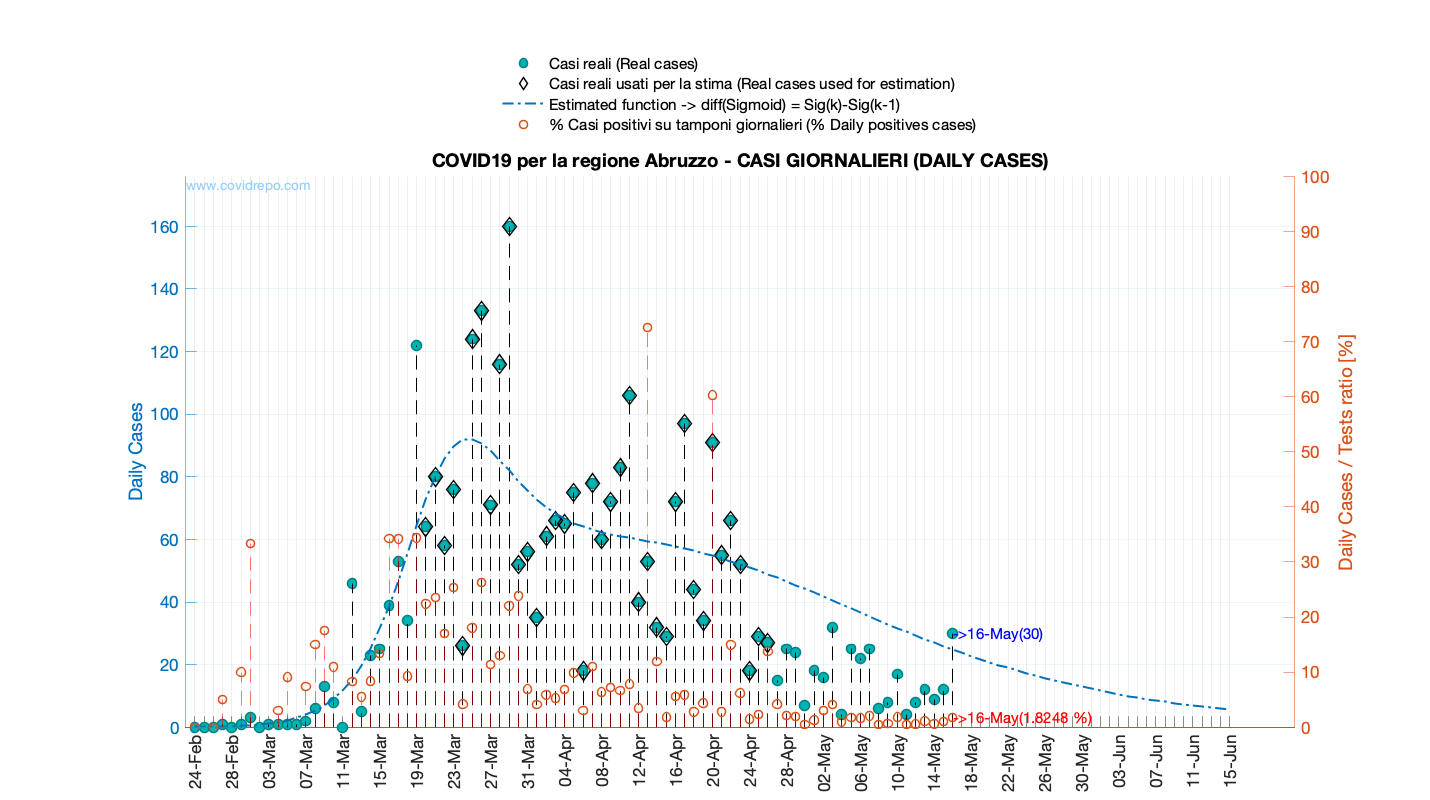 Casi reali (Real cases)
Casi reali usati per la stima (Real cases used for estimation)
Estimated function -> diff(Sigmoid) = Sig(k)-Sig(k-1)
% Casi positivi su tamponi giornalieri (% Daily positives cases)
COVID19 per la regione Abruzzo - CASI GIORNALIERI (DAILY CASES)
www.covidrepo.com
Daily Cases
160
140
120
100
80
60
40
20
0
100
90
80
70
60
50
40
30
20
10
0
Daily Cases / Tests ratio [%]
->16-May(30)
->16-May(1.8248 %)
24-Feb
28-Feb
03-Mar
07-Mar
11-Mar
15-Mar
19-Mar
23-Mar
27-Mar
31-Mar
04-Apr
08-Apr
12-Apr
16-Apr
20-Apr
24-Apr
28-Apr
02-May
06-May
10-May
14-May
18-May
22-May
26-May
30-May
03-Jun
07-Jun
11-Jun
15-Jun